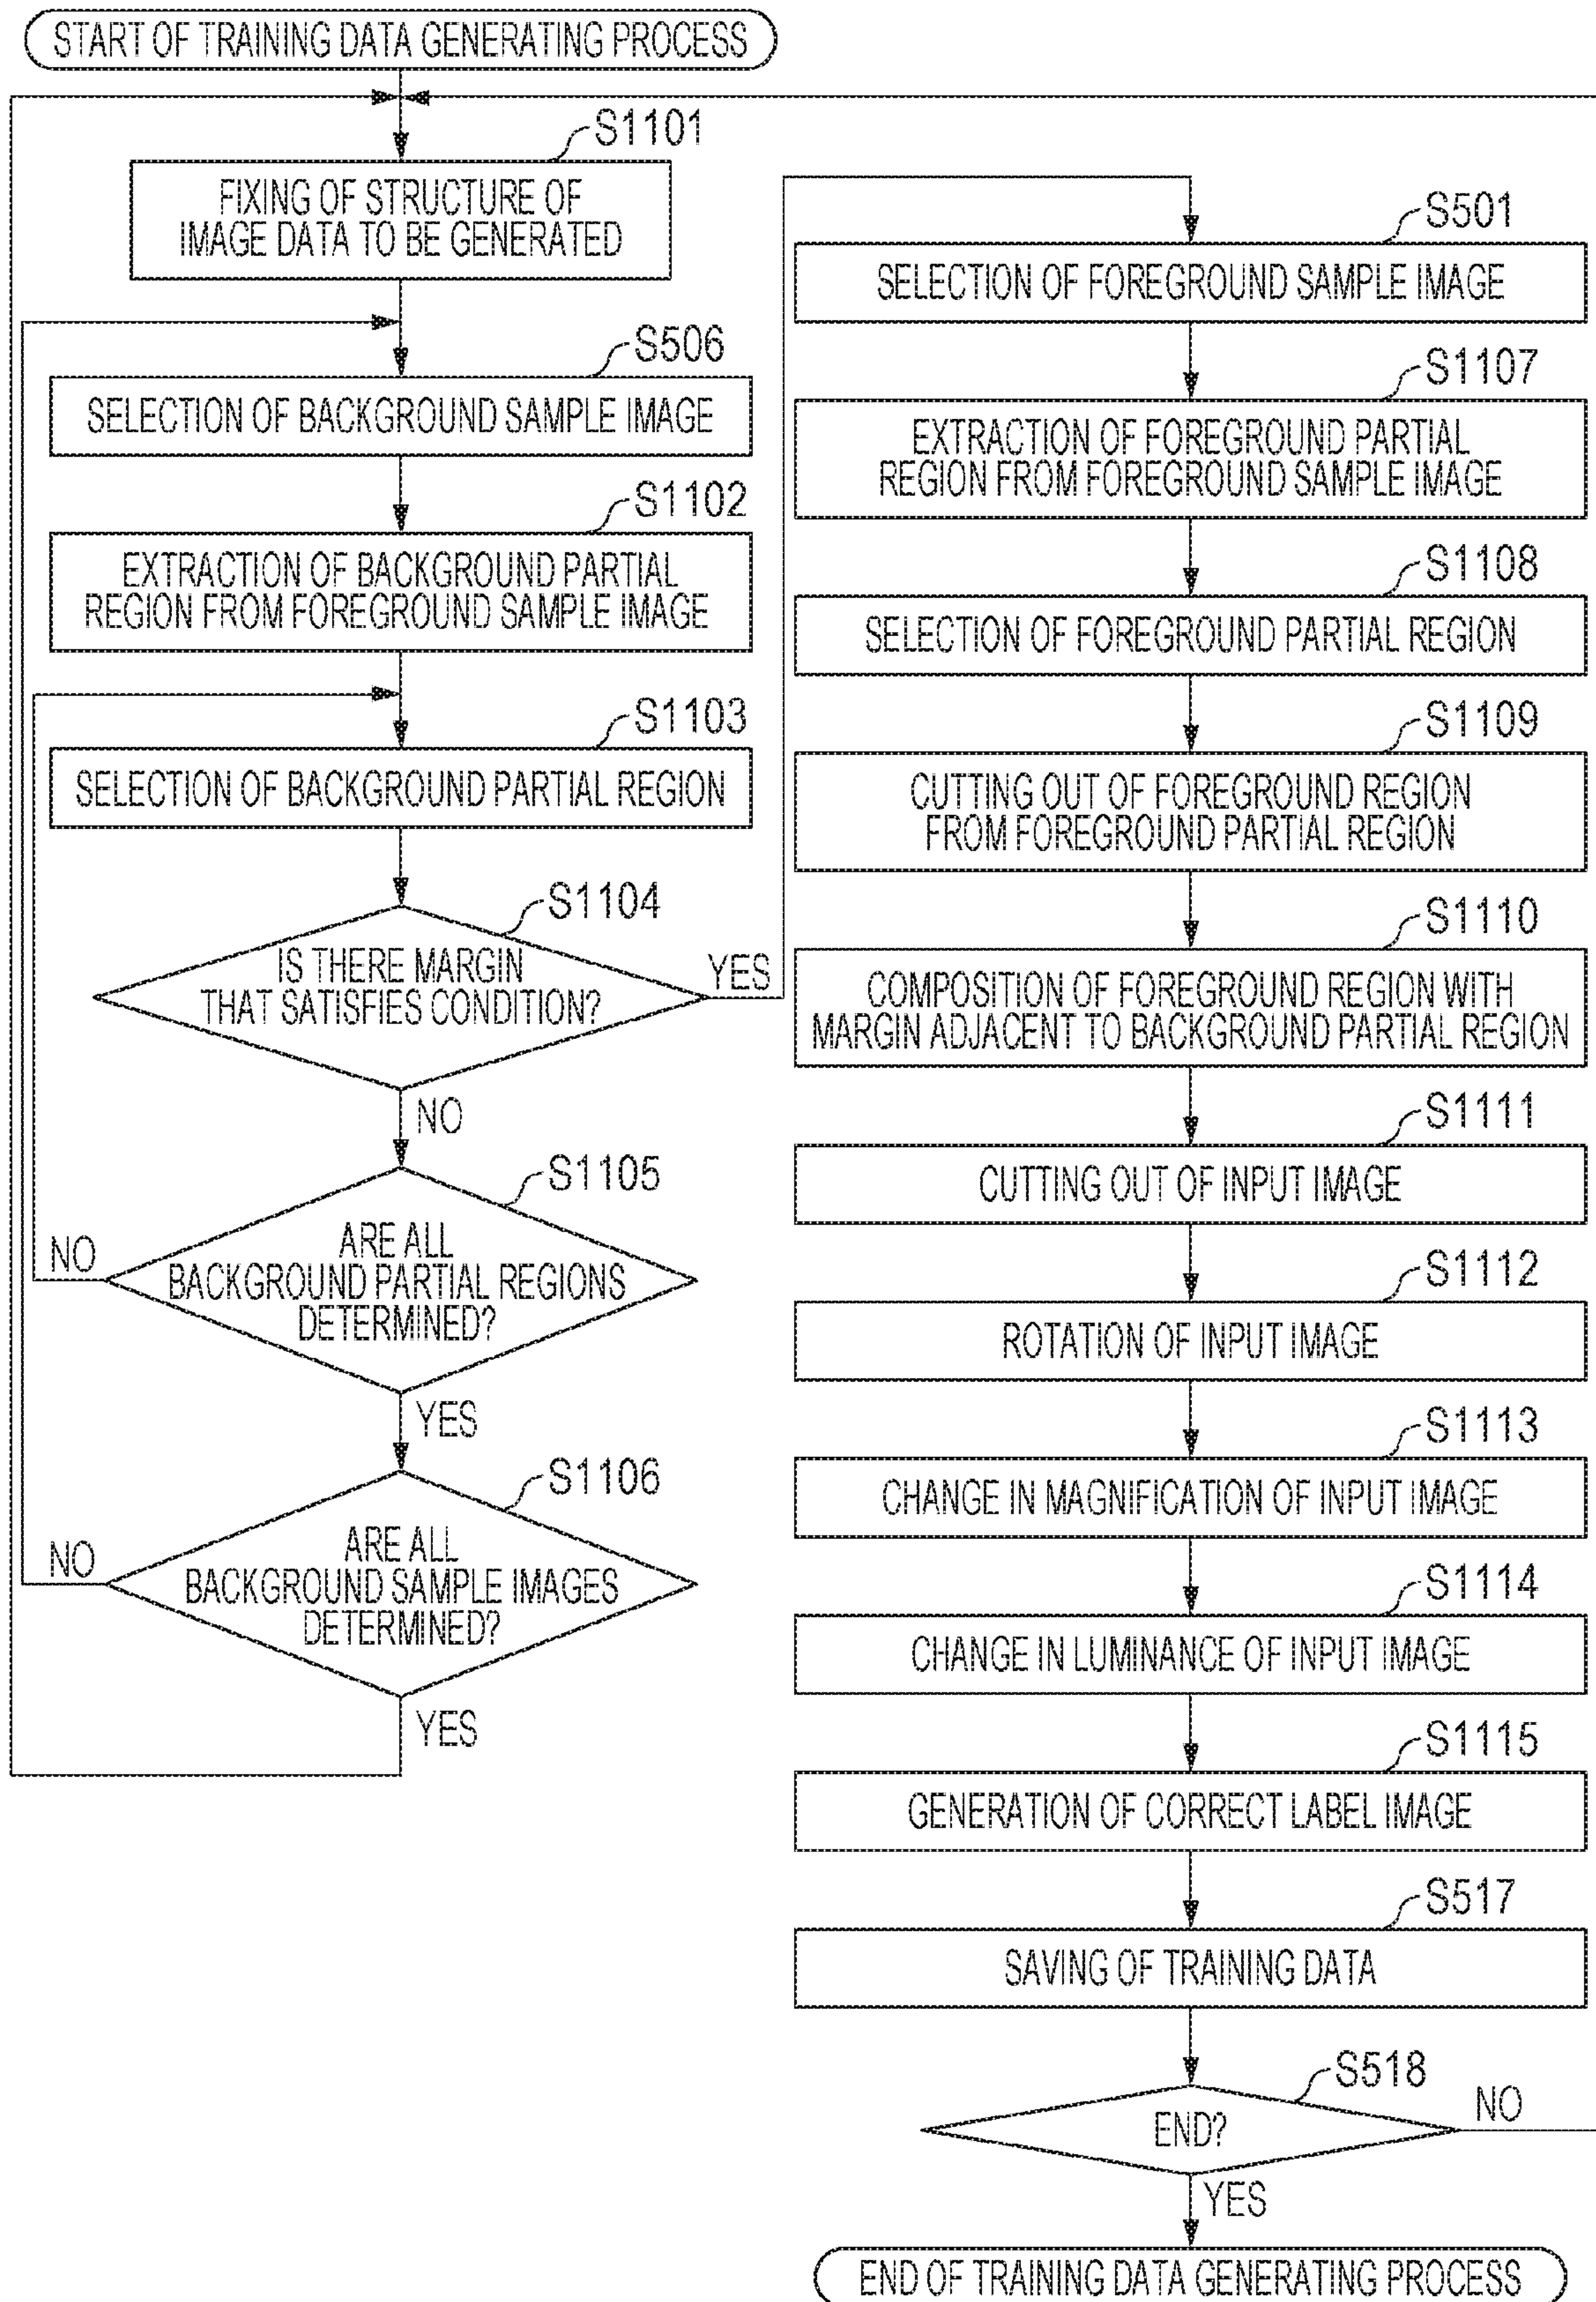 START OF TRAINING DATA GENERATING PROCESS
S1101
FIXING OF STRUCTURE OF
IMAGE DATA TO BE GENERATED
S506
SELECTION OF BACKGROUND SAMPLE IMAGE
S1102
EXTRACTION OF BACKGROUND PARTIAL
REGION FROM FOREGROUND SAMPLE IMAGE
S1103
SELECTION OF BACKGROUND PARTIAL REGION
S1104
IS THERE MARGIN
THAT SATISFIES CONDITION?
YES
NO
S1105
ARE ALL
BACKGROUND PARTIAL REGIONS
DETERMINED?
NO
YES
S1106
ARE ALL
BACKGROUND SAMPLE IMAGES
DETERMINED?
NO
YES
S501
SELECTION OF FOREGROUND SAMPLE IMAGE
S1107
EXTRACTION OF FOREGROUND PARTIAL
REGION FROM FOREGROUND SAMPLE IMAGE
S1108
SELECTION OF FOREGROUND PARTIAL REGION
S1109
CUTTING OUT OF FOREGROUND REGION
FROM FOREGROUND PARTIAL REGION
S1110
COMPOSITION OF FOREGROUND REGION WITH
MARGIN ADJACENT TO BACKGROUND PARTIAL REGION
S1111
CUTTING OUT OF INPUT IMAGE
S1112
ROTATION OF INPUT IMAGE
S1113
CHANGE IN MAGNIFICATION OF INPUT IMAGE
S1114
CHANGE IN LUMINANCE OF INPUT IMAGE
S1115
GENERATION OF CORRECT LABEL IMAGE
S517
SAVING OF TRAINING DATA
S518
END?
NO
YES
END OF TRAINING DATA GENERATING PROCESS